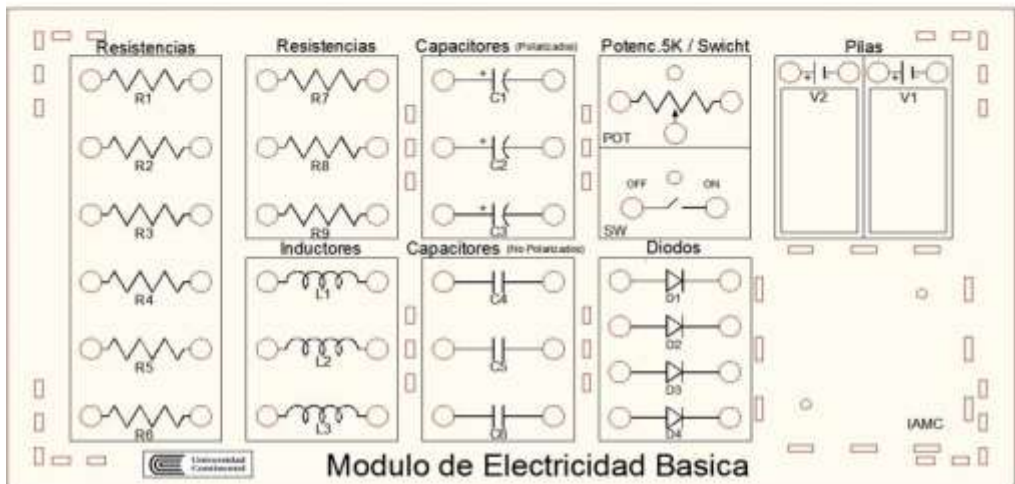 Resistencias
R1
R2
R3
R4
R5
R6
Resistencias
R7
R8
R9
Inductores
L1
L2
L3
Capacitores (Polarizados)
C1
C2
C3
Capacitores (No Polarizados)
C4
C5
C6
Potenc.5K / Swicht
POT
OFF ON
SW
Diodos
D1
D2
D3
D4
Pilas
V2 V1
IAMC
Universidad
Continental
Modulo de Electricidad Basica